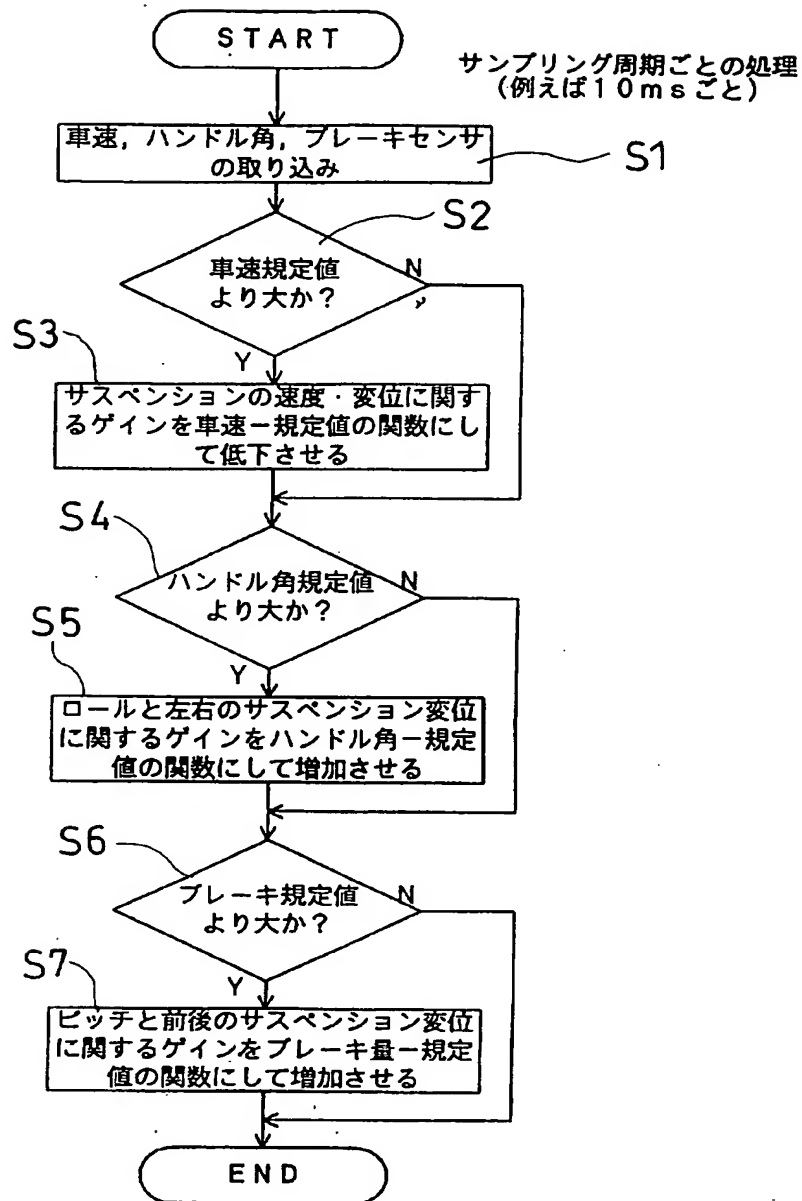 START
サンプリング周期ごとの処理
(例えば10msごと)
車速,ハンドル角,ブレーキセンサ
の取り込み
S1
S2
車速規定値
より大か?
N
Y
S3
サスペンションの速度・変位に関す
るゲインを車速-規定値の関数にし
て低下させる
S4
ハンドル角規定値
より大か?
N
Y
S5
ロールと左右のサスペンション変位
に関するゲインをハンドル角-規定
値の関数にして増加させる
S6
ブレーキ規定値
より大か?
N
Y
S7
ピッチと前後のサスペンション変位
に関するゲインをブレーキ量-規定
値の関数にして増加させる
END